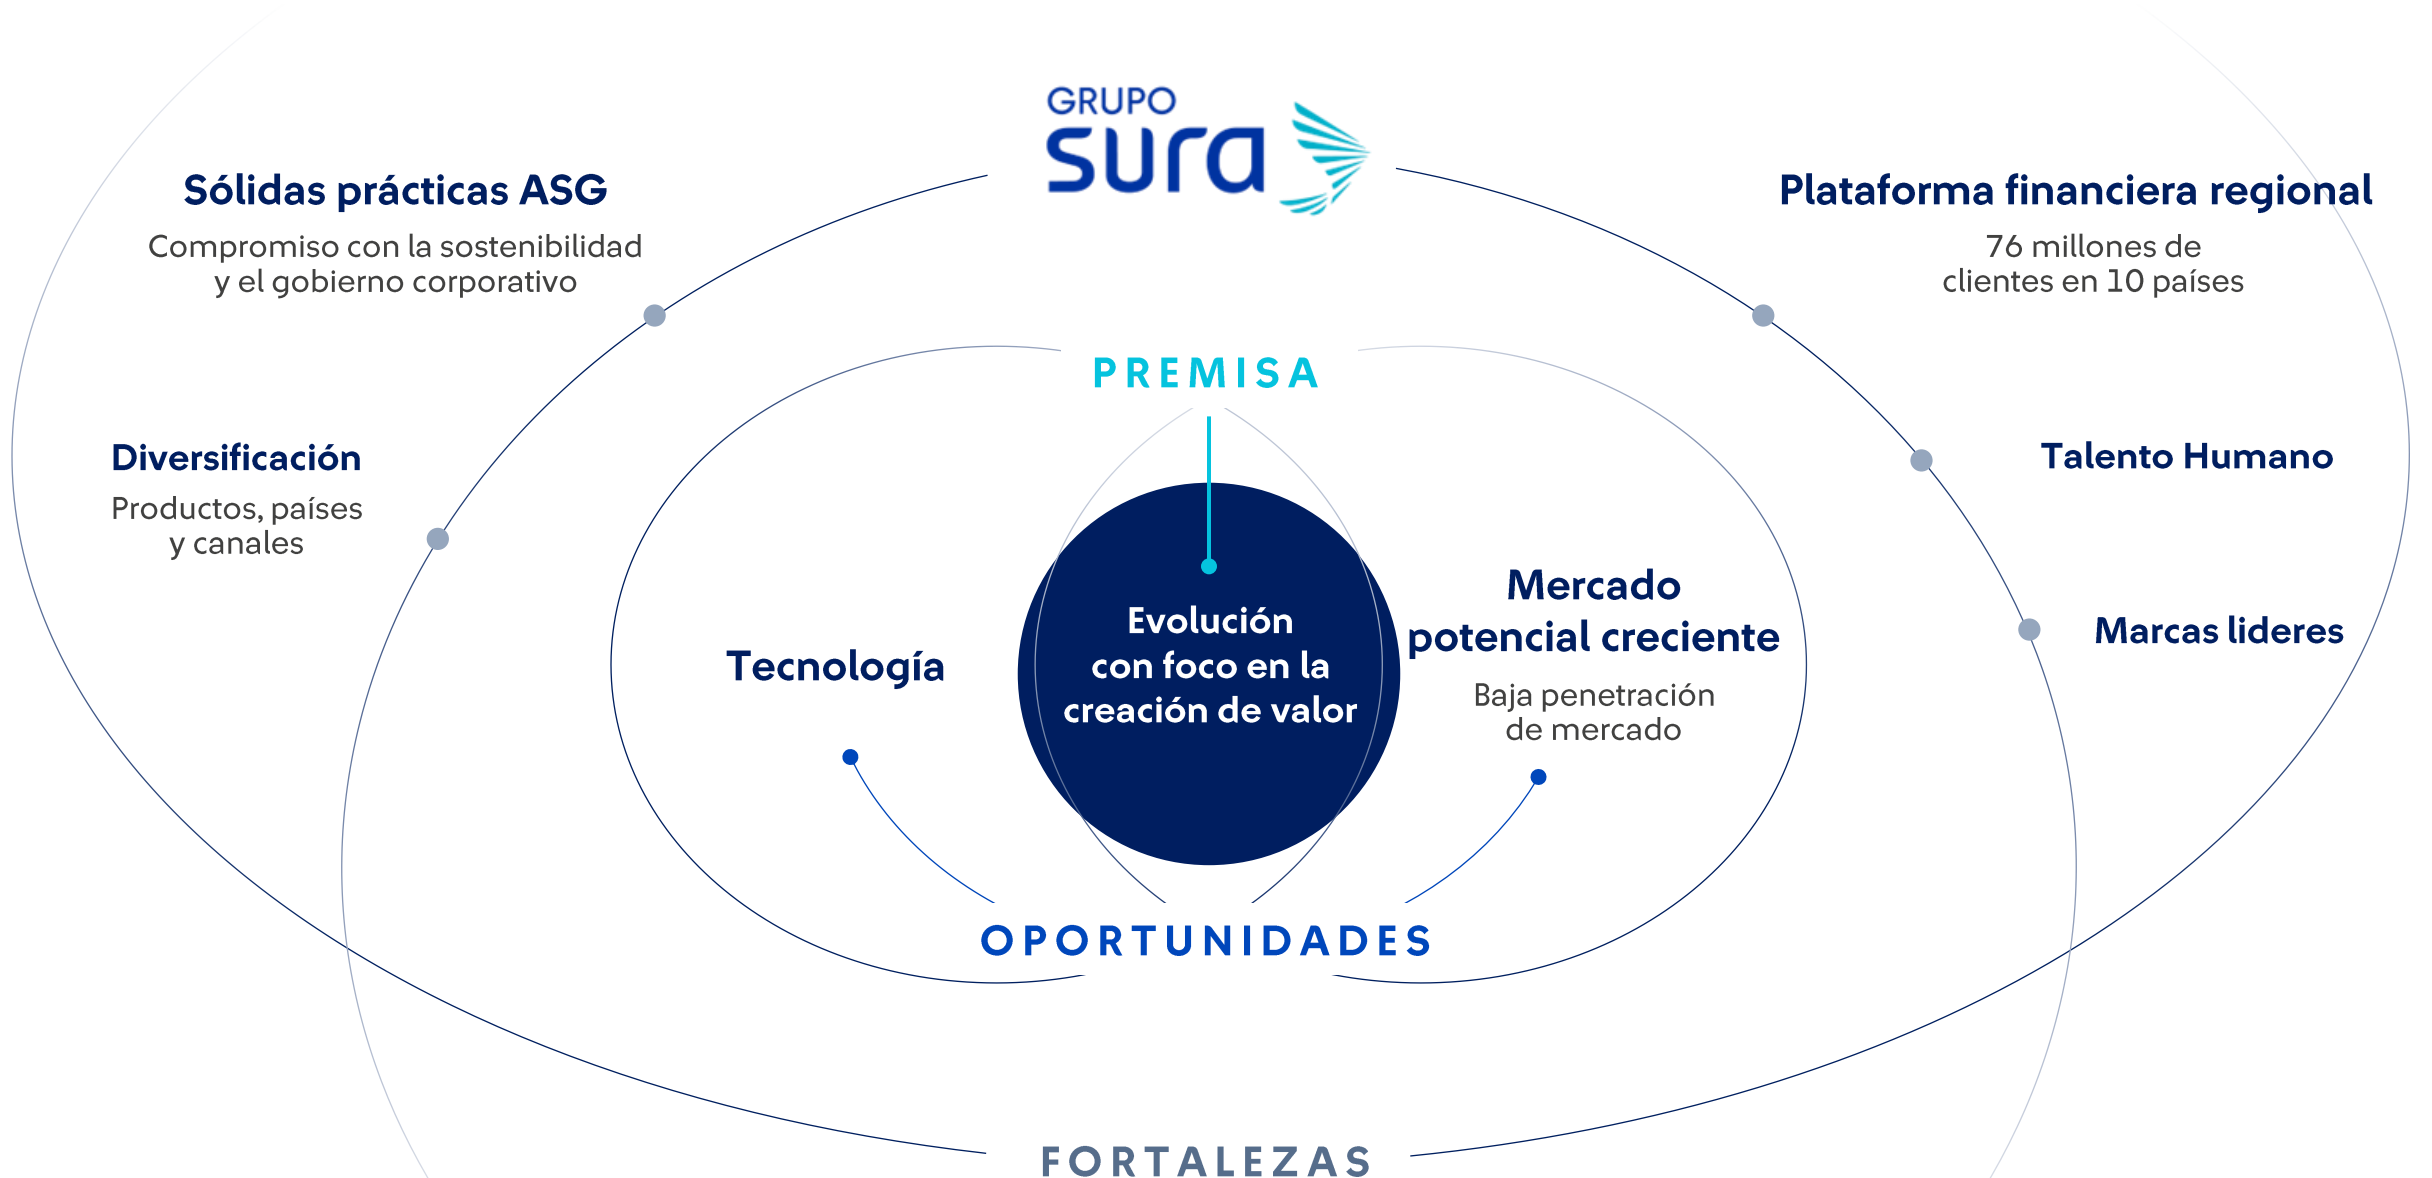 GRUPO
sura
Sólidas prácticas ASG
Compromiso con la sostenibilidad
y el gobierno corporativo
Plataforma financiera regional
76 millones de
clientes en 10 países
Diversificación
Productos, países
y canales
Talento Humano
Marcas lideres
PREMISA
Evolución
con foco en la
creación de valor
Tecnología
Mercado
potencial creciente
Baja penetración
de mercado
OPORTUNIDADES
FORTALEZAS